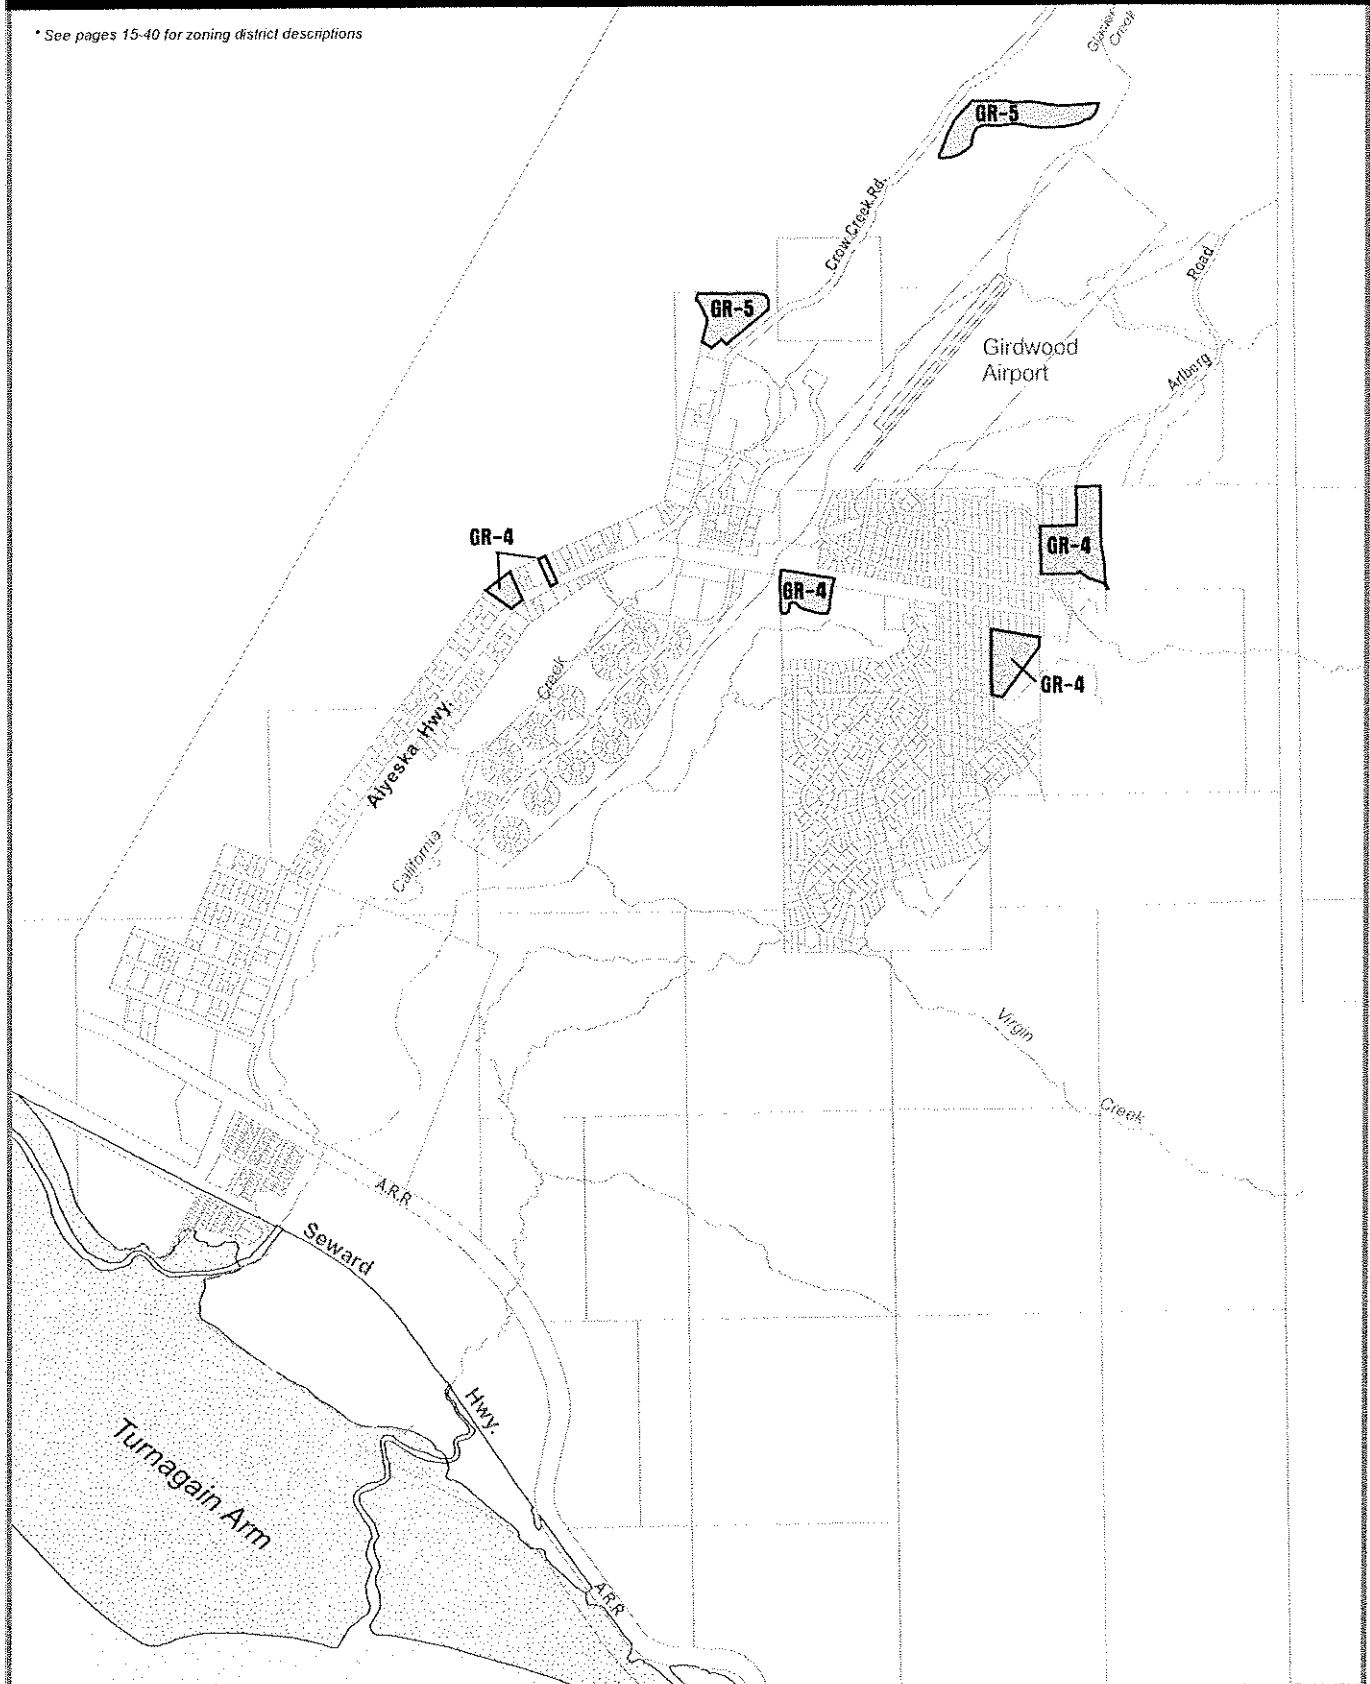 * See pages 15-40 for zoning district descriptions
Glacier
Creek
GR-5
Crow Creek Rd.
Road
GR-5
Girdwood
Airport
Arlburg
GR-4
GR-4
GR-4
Creek
GR-4
Alyeska Hwy.
California
Virgin
Creek
A.R.R
Seward
Hwy.
Turnagain Arm
A.R.R